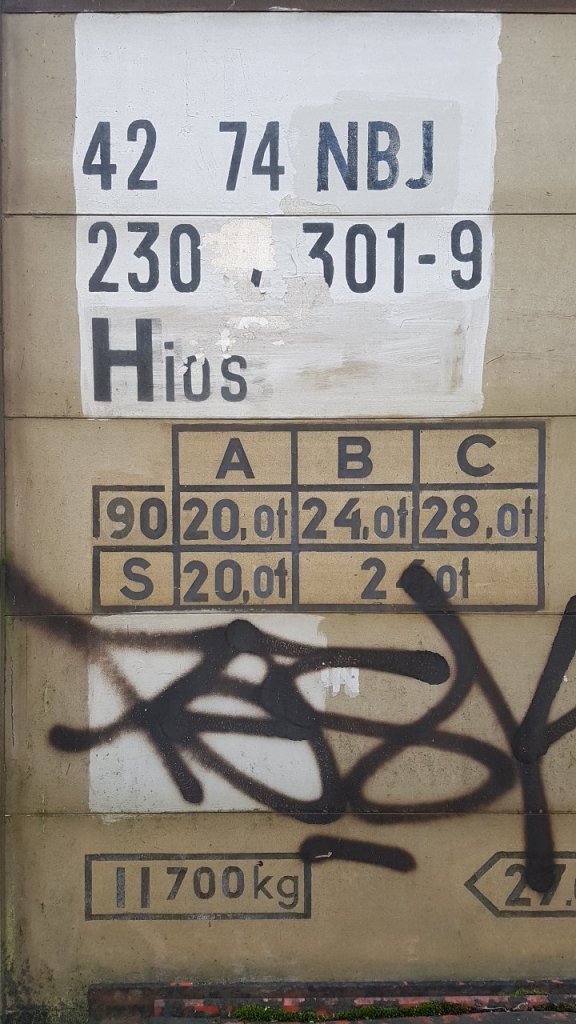 42 74 NBJ
230 301-9
Hios
A B C
90 20,0t 24,0t 28,0t
S 20,0t
11700kg